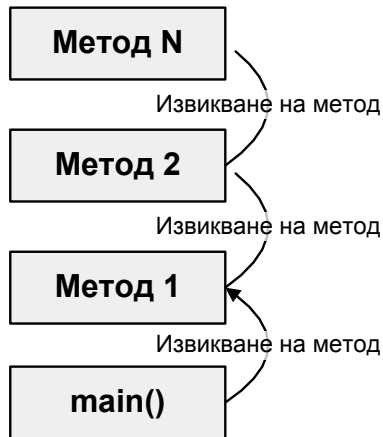 Метод N
Извикване на метод
Метод 2
Извикване на метод
Метод 1
Извикване на метод
main()